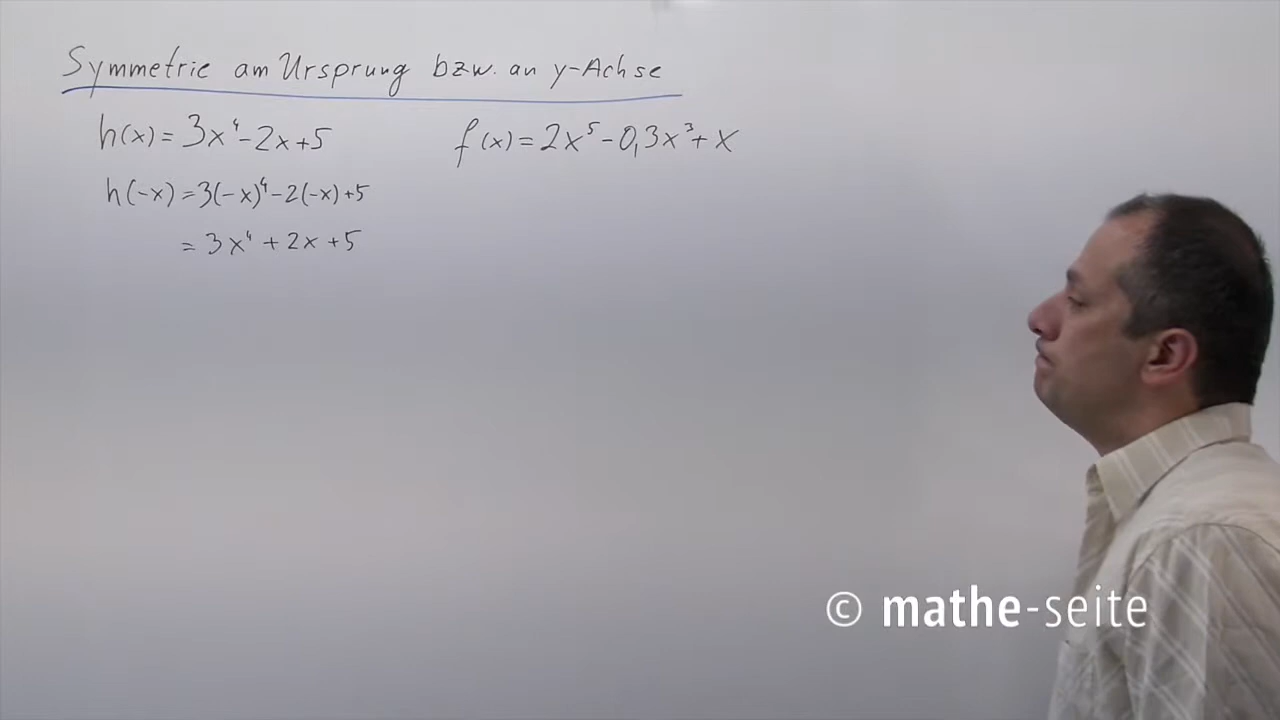 Symmetrie am Ursprung bzw. an y-Achse
h(x) = 3x⁴ - 2x + 5
f(x) = 2x⁵ - 0,3x³ + x
h(-x) = 3(-x)⁴ - 2(-x) + 5
= 3x⁴ + 2x + 5
© mathe-seite